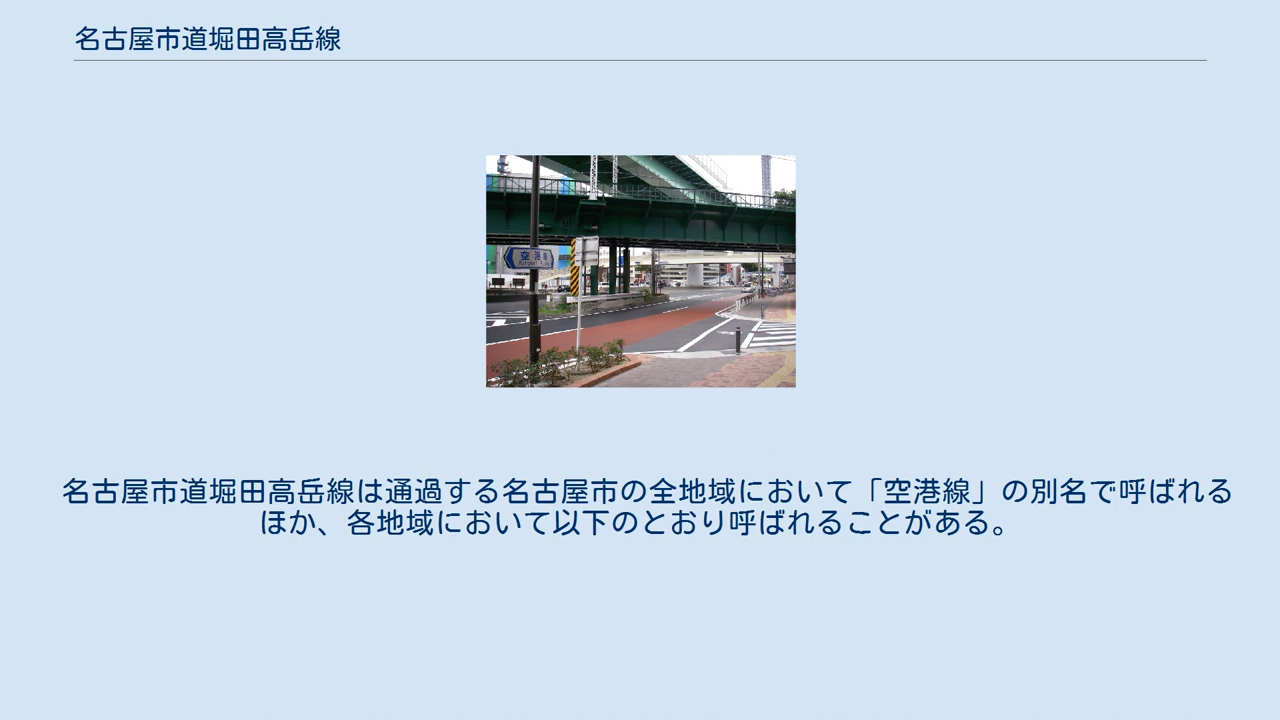 名古屋市道堀田高岳線
空港線
名古屋市道堀田高岳線は通過する名古屋市の全地域において「空港線」の別名で呼ばれる
ほか、各地域において以下のとおり呼ばれることがある。